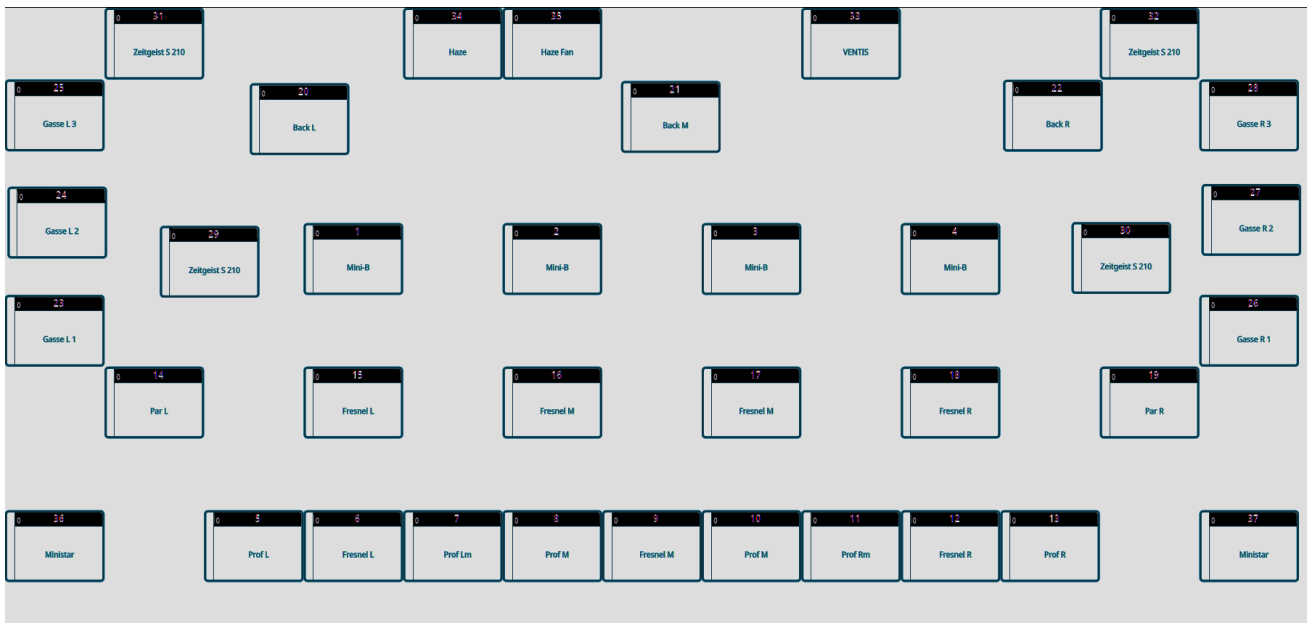 0 31
Zeitgeist S 210
0 34
Haze
0 35
Haze Fan
0 33
VENTIS
0 32
Zeitgeist S 210
0 25
Gasse L 3
0 20
Back L
0 21
Back M
0 22
Back R
0 28
Gasse R 3
0 24
Gasse L 2
0 29
Zeitgeist S 210
0 1
Mini-B
0 2
Mini-B
0 3
Mini-B
0 4
Mini-B
0 30
Zeitgeist S 210
0 27
Gasse R 2
0 23
Gasse L 1
0 26
Gasse R 1
0 14
Par L
0 15
Fresnel L
0 16
Fresnel M
0 17
Fresnel M
0 18
Fresnel R
0 19
Par R
0 36
Ministar
0 5
Prof L
0 6
Fresnel L
0 7
Prof Lm
0 8
Prof M
0 9
Fresnel M
0 10
Prof M
0 11
Prof Rm
0 12
Fresnel R
0 13
Prof R
0 37
Ministar